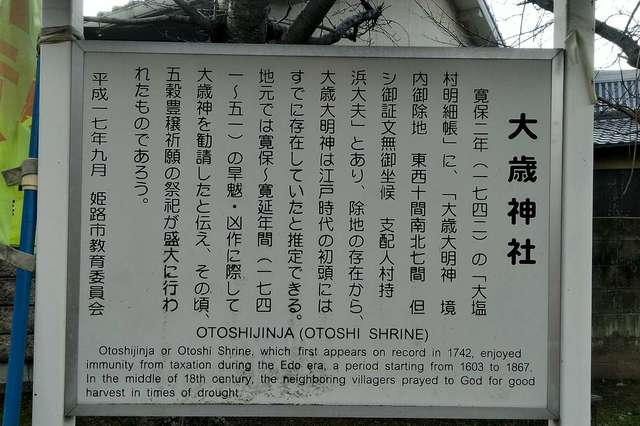 大歳神社
寛保二年（一七四二）の「大塩
村明細帳」に、「大歳大明神　境
内御除地　東西十間南北七間　但
シ御証文無御坐候　支配人村持
浜大夫」とあり、除地の存在から、
大歳大明神は江戸時代の初頭には
すでに存在していたと推定できる。
地元では寛保～寛延年間（一七四
一～五一）の旱魃・凶作に際して
大歳神を勧請したと伝え、その頃、
五穀豊穣祈願の祭祀が盛大に行わ
れたものであろう。
平成一七年九月　姫路市教育委員会
OTOSHIJINJA (OTOSHI SHRINE)
Otoshijinja or Otoshi Shrine, which first appears on record in 1742, enjoyed
immunity from taxation during the Edo era, a period starting from 1603 to 1867.
In the middle of 18th century, the neighboring villagers prayed to God for good
harvest in times of drought.